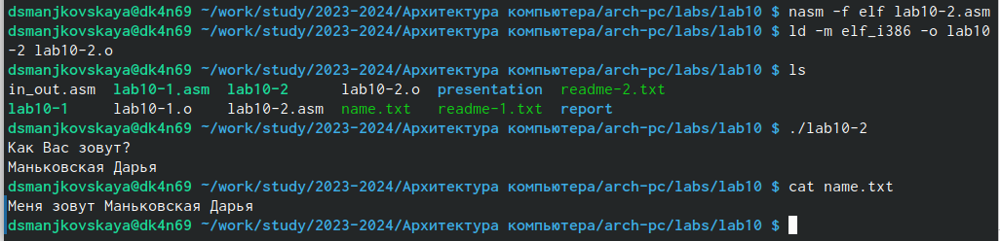 dsmanjkovskaya@dk4n69 ~/work/study/2023-2024/Архитектура компьютера/arch-pc/labs/lab10 $ nasm -f elf lab10-2.asm
dsmanjkovskaya@dk4n69 ~/work/study/2023-2024/Архитектура компьютера/arch-pc/labs/lab10 $ ld -m elf_i386 -o lab10
-2 lab10-2.o
dsmanjkovskaya@dk4n69 ~/work/study/2023-2024/Архитектура компьютера/arch-pc/labs/lab10 $ ls
in_out.asm lab10-1.asm lab10-2 lab10-2.o presentation readme-2.txt
lab10-1 lab10-1.o lab10-2.asm name.txt readme-1.txt report
dsmanjkovskaya@dk4n69 ~/work/study/2023-2024/Архитектура компьютера/arch-pc/labs/lab10 $ ./lab10-2
Как Вас зовут?
Маньковская Дарья
dsmanjkovskaya@dk4n69 ~/work/study/2023-2024/Архитектура компьютера/arch-pc/labs/lab10 $ cat name.txt
Меня зовут Маньковская Дарья
dsmanjkovskaya@dk4n69 ~/work/study/2023-2024/Архитектура компьютера/arch-pc/labs/lab10 $